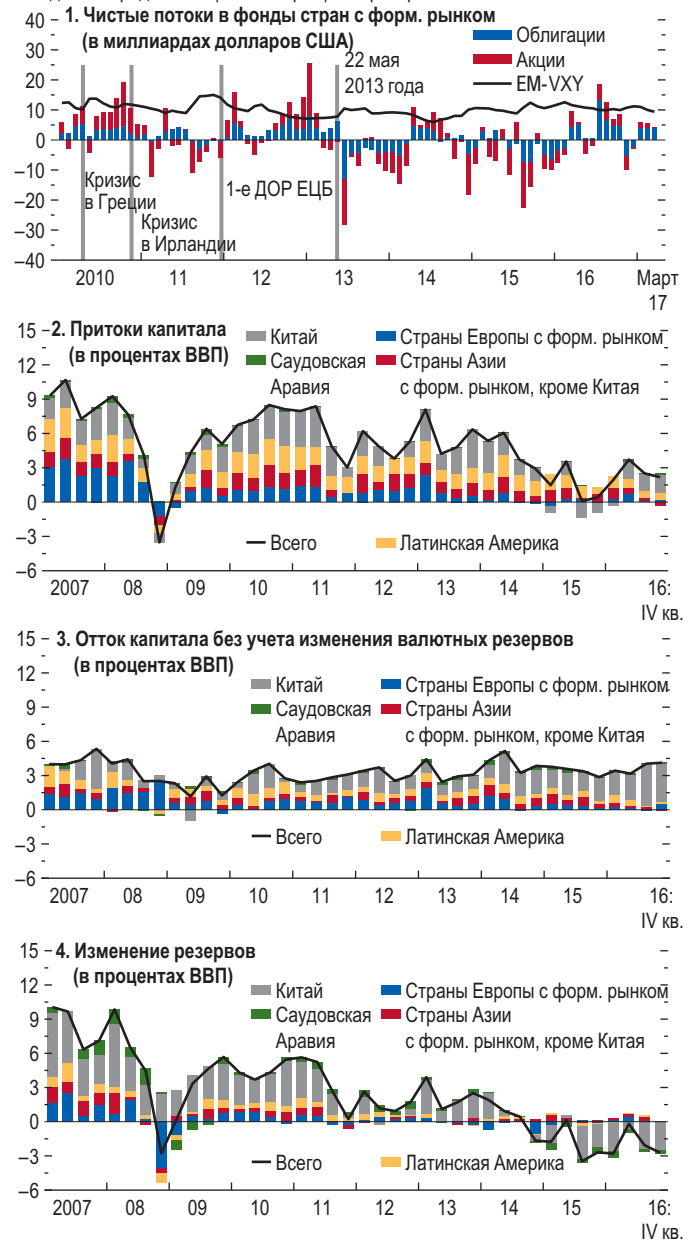 1. Чистые потоки в фонды стран с форм. рынком
(в миллиардах долларов США)
22 мая
2013 года
Облигации
Акции
EM-VXY
40
30
20
10
0
–10
–20
–30
–40
Кризис
в Греции
Кризис
в Ирландии
1-е ДОР ЕЦБ
2010 11 12 13 14 15 16 Март
17
2. Притоки капитала
(в процентах ВВП)
Китай
Саудовская
Аравия
Страны Европы с форм. рынком
Страны Азии
с форм. рынком, кроме Китая
15
12
9
6
3
0
–3
–6
Всего
Латинская Америка
2007 08 09 10 11 12 13 14 15 16:
IV кв.
3. Отток капитала без учета изменения валютных резервов
(в процентах ВВП)
Китай
Саудовская
Аравия
Страны Европы с форм. рынком
Страны Азии
с форм. рынком, кроме Китая
15
12
9
6
3
0
–3
–6
Всего
Латинская Америка
2007 08 09 10 11 12 13 14 15 16:
IV кв.
4. Изменение резервов
(в процентах ВВП)
Китай
Саудовская
Аравия
Страны Европы с форм. рынком
Страны Азии
с форм. рынком, кроме Китая
15
12
9
6
3
0
–3
–6
Всего
Латинская Америка
2007 08 09 10 11 12 13 14 15 16:
IV кв.